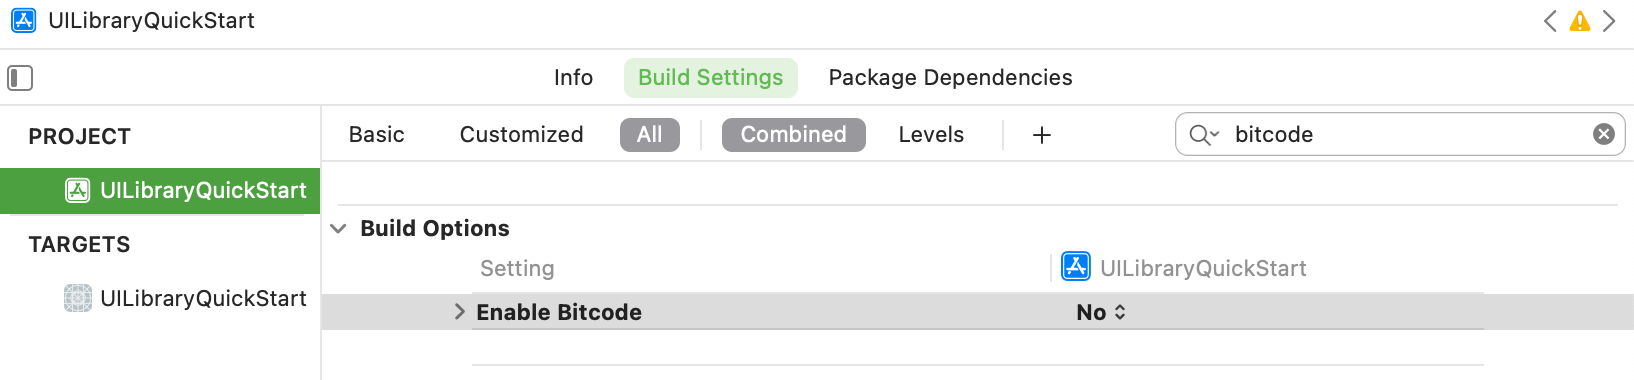 UILibraryQuickStart
Info Build Settings Package Dependencies
PROJECT
UILibraryQuickStart
TARGETS
UILibraryQuickStart
Basic Customized All Combined Levels + bitcode
Build Options
Setting UILibraryQuickStart
Enable Bitcode No